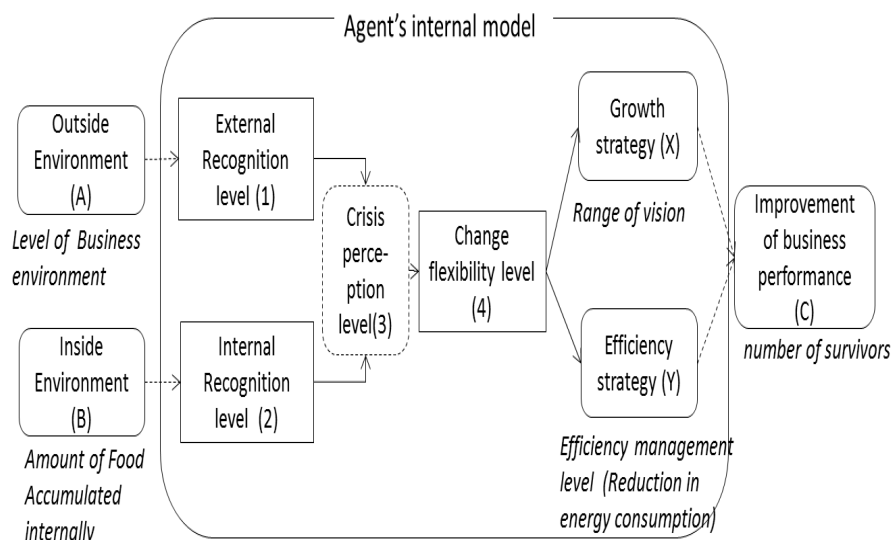 Agent's internal model
Outside
Environment
(A)
Level of Business
environment
Inside
Environment
(B)
Amount of Food
Accumulated
internally
External
Recognition
level (1)
Internal
Recognition
level (2)
Crisis
perce-
ption
level(3)
Change
flexibility level
(4)
Growth
strategy (X)
Range of vision
Efficiency
strategy (Y)
Efficiency management
level (Reduction in
energy consumption)
Improvement
of business
performance
(C)
number of survivors